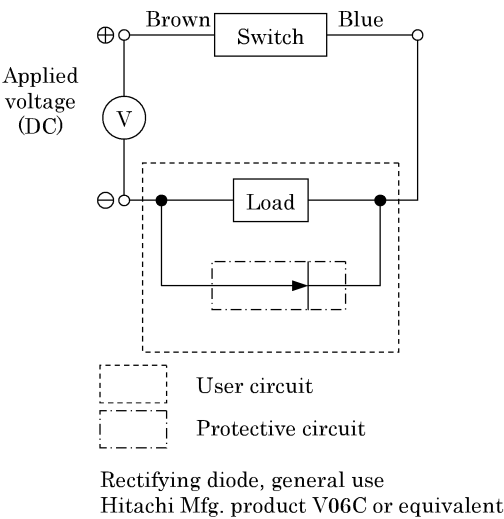 Brown
Switch
Blue
⊕
Applied
voltage
(DC)
V
⊖
Load
User circuit
Protective circuit
Rectifying diode, general use
Hitachi Mfg. product V06C or equivalent